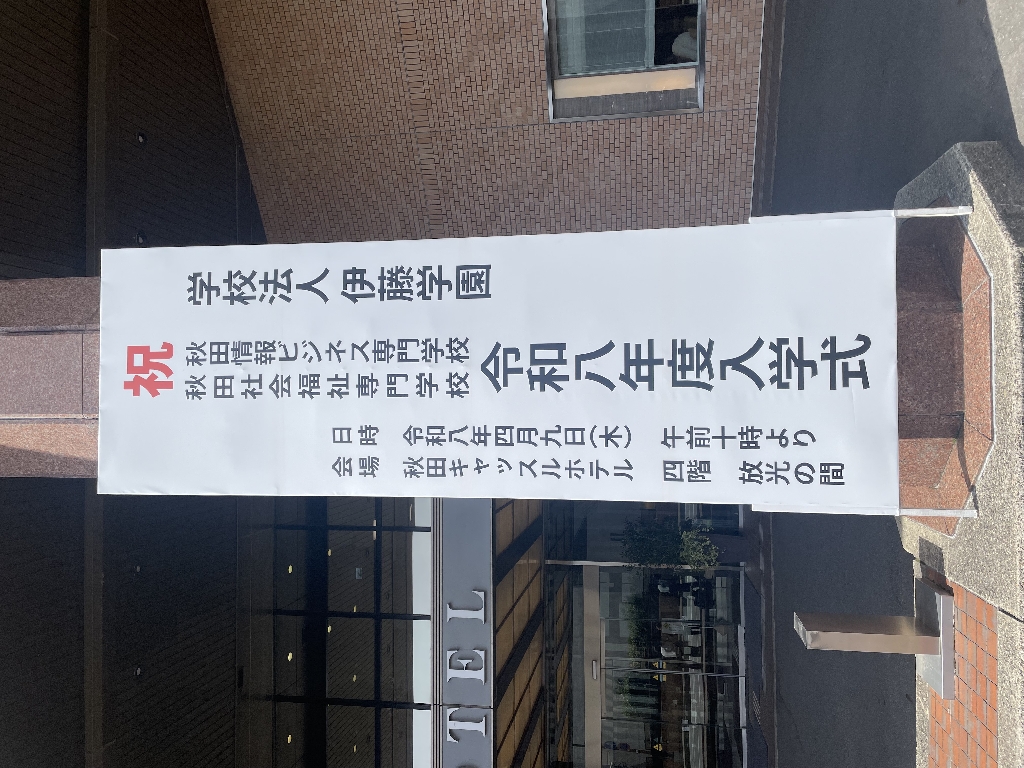 祝
学校法人 伊藤学園
秋田情報ビジネス専門学校
秋田社会福祉専門学校
令和八年度入学式
日時 令和八年四月九日(木) 午前十時より
会場 秋田キャッスルホテル 四階 放光の間
TEL